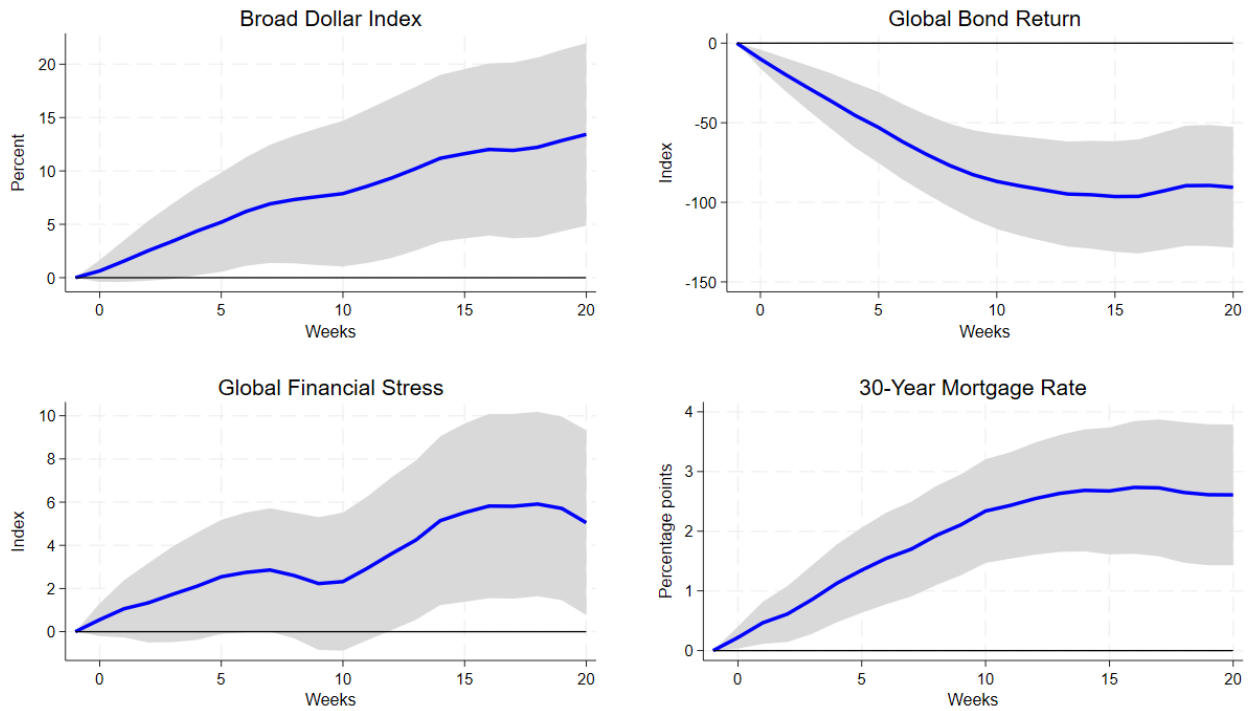 Broad Dollar Index
20
15
10
5
0
Percent
0 5 10 15 20
Weeks
Global Bond Return
0
-50
-100
-150
Index
0 5 10 15 20
Weeks
Global Financial Stress
10
8
6
4
2
0
Index
0 5 10 15 20
Weeks
30-Year Mortgage Rate
4
3
2
1
0
Percentage points
0 5 10 15 20
Weeks